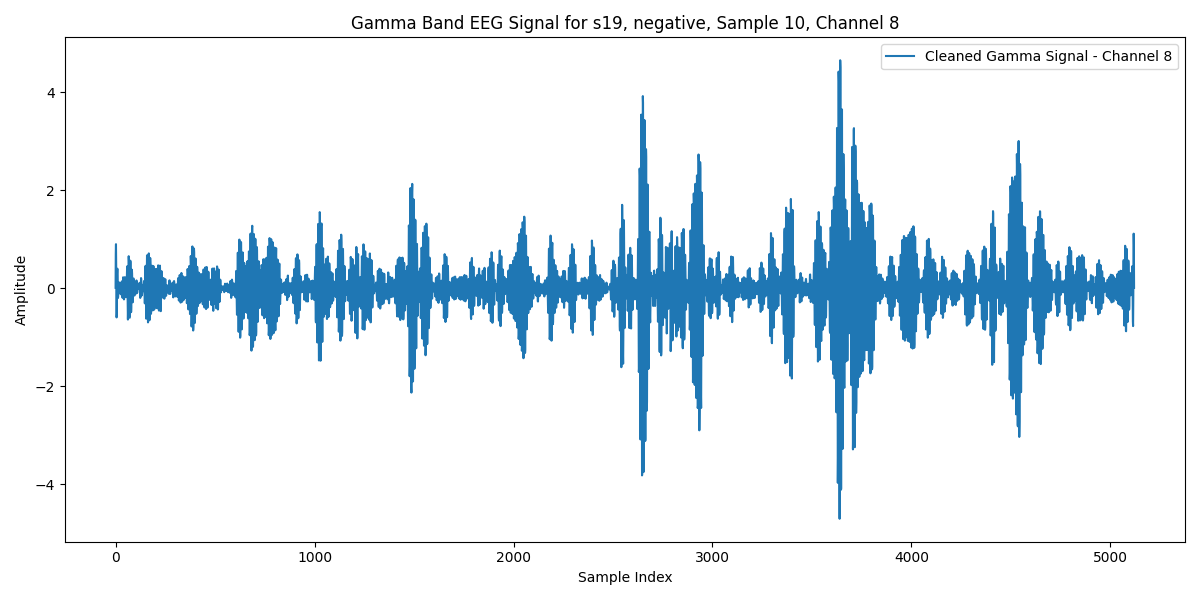 Gamma Band EEG Signal for s19, negative, Sample 10, Channel 8
Cleaned Gamma Signal - Channel 8
Amplitude
4
2
0
−2
−4
0 1000 2000 3000 4000 5000
Sample Index